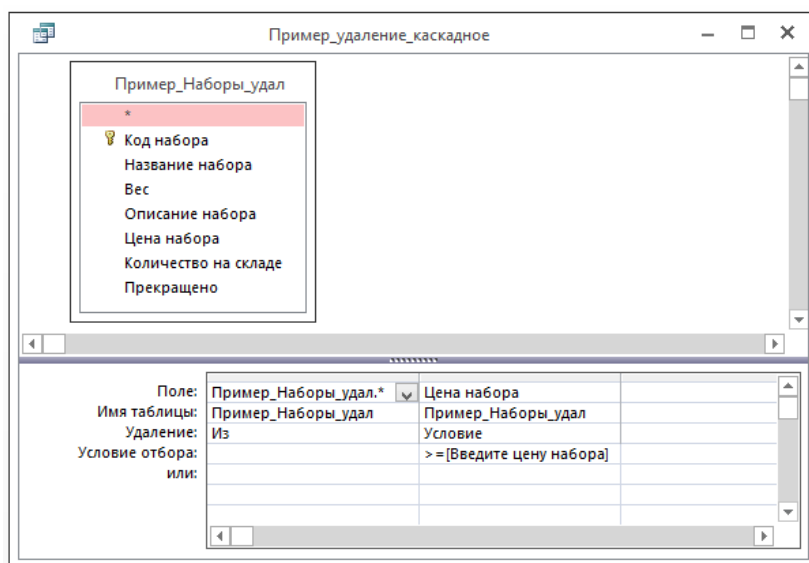 Пример_удаление_каскадное
Пример_Наборы_удал
*
Код набора
Название набора
Вес
Описание набора
Цена набора
Количество на складе
Прекращено
Поле: Пример_Наборы_удал.* Цена набора
Имя таблицы: Пример_Наборы_удал Пример_Наборы_удал
Удаление: Из Условие
Условие отбора: >=[Введите цену набора]
или: